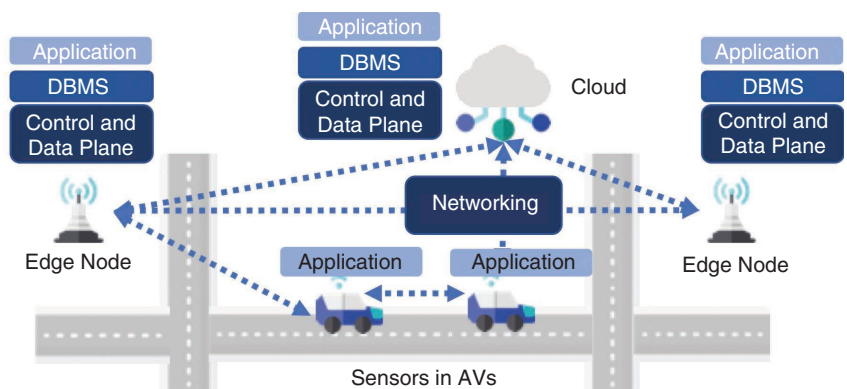 Application
DBMS
Control and
Data Plane
Edge Node
Application
DBMS
Control and
Data Plane
Cloud
Application
DBMS
Control and
Data Plane
Edge Node
Networking
Application
Application
Sensors in AVs